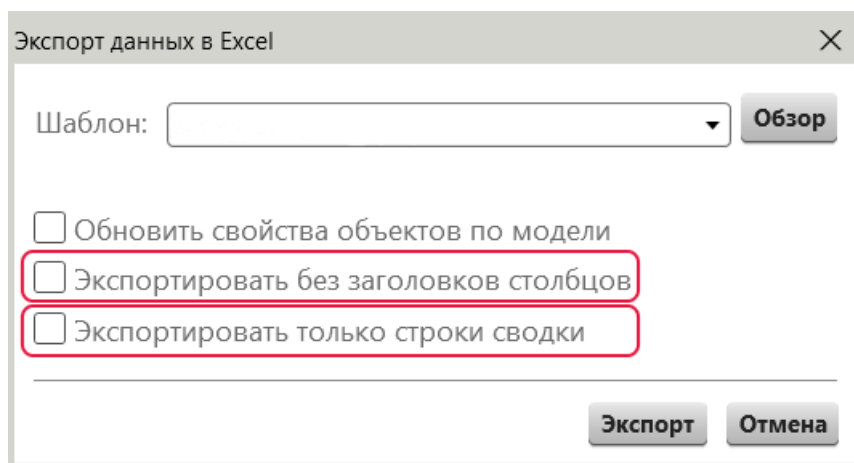 Экспорт данных в Excel
Шаблон: Обзор
Обновить свойства объектов по модели
Экспортировать без заголовков столбцов
Экспортировать только строки сводки
Экспорт Отмена